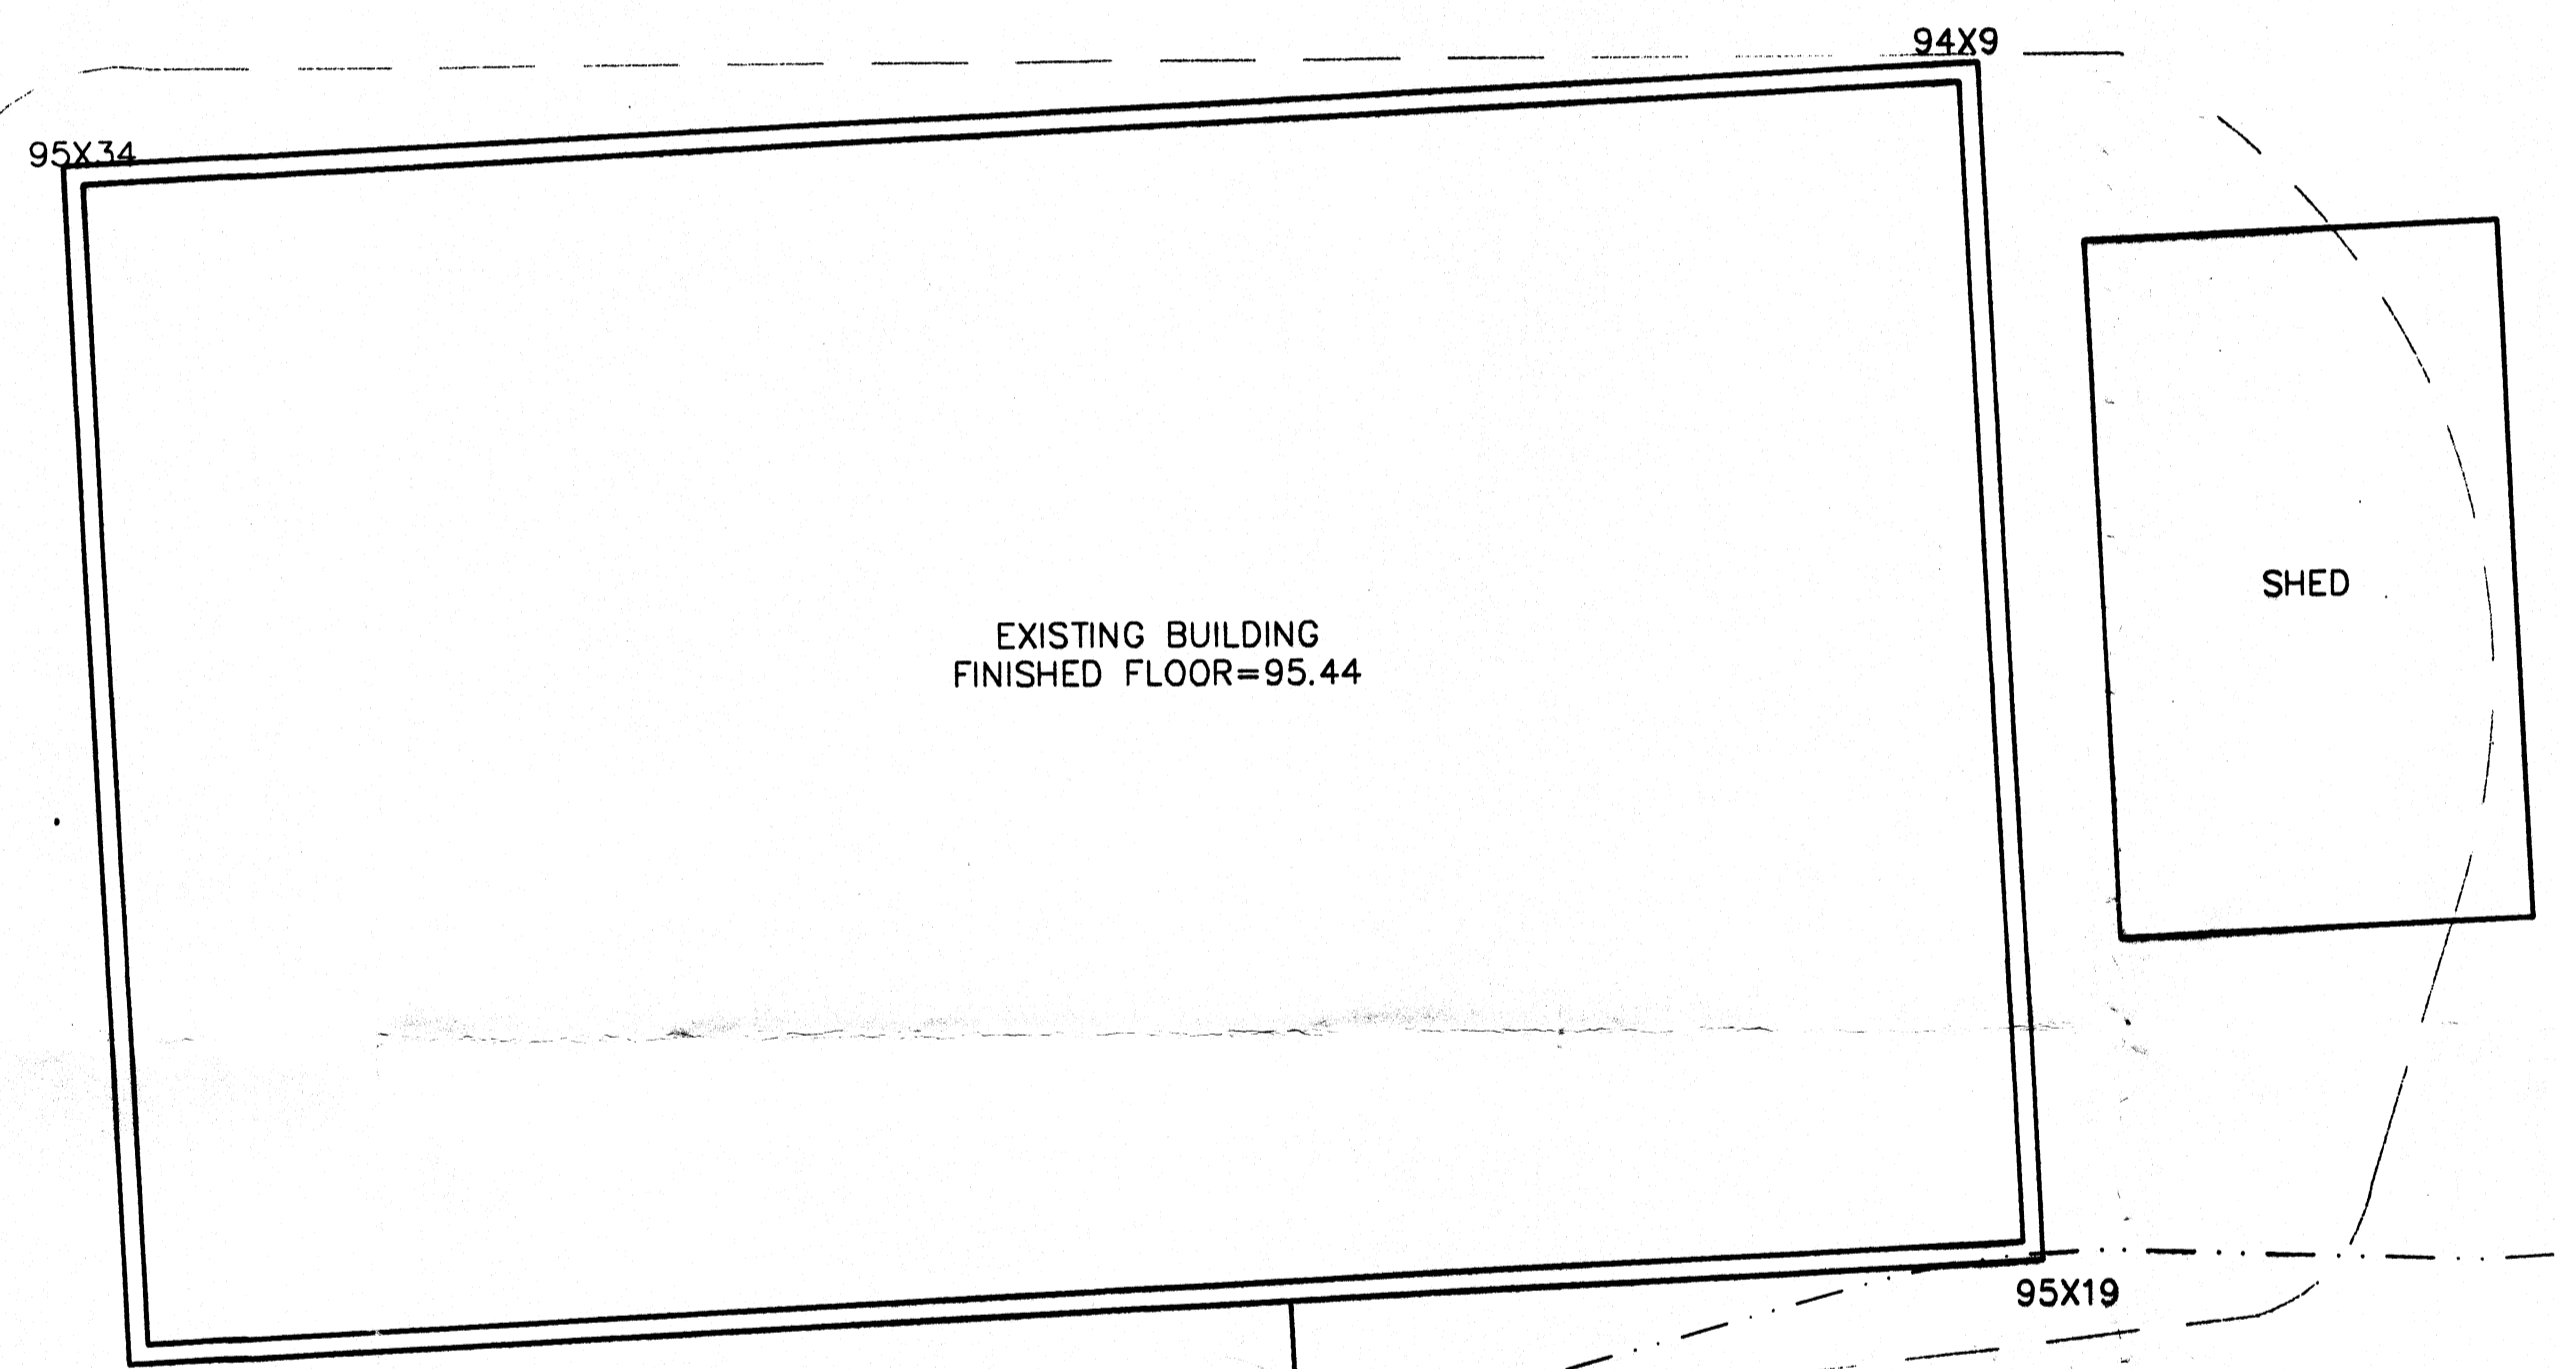 94X9
95X34
SHED
EXISTING BUILDING
FINISHED FLOOR=95.44
95X19